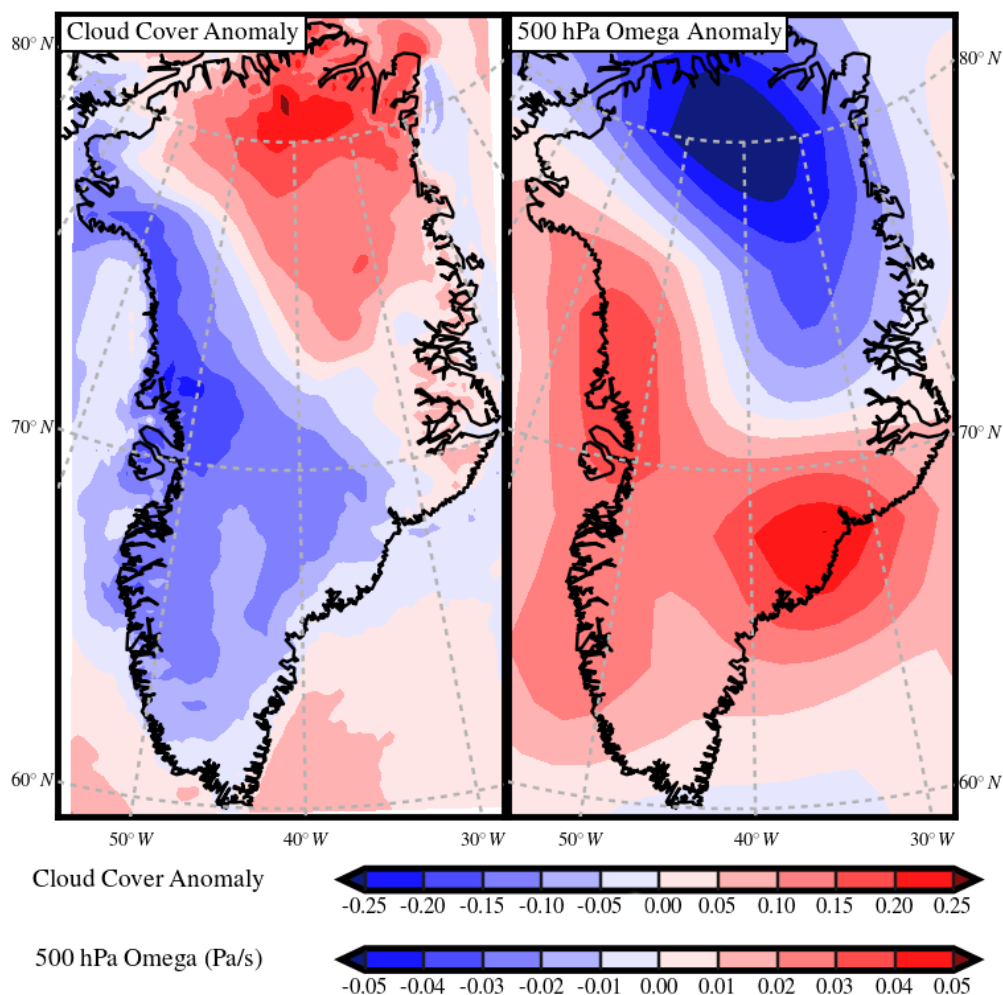 Cloud Cover Anomaly
500 hPa Omega Anomaly
80° N
80° N
70° N
70° N
60° N
60° N
50° W 40° W 30° W 50° W 40° W 30° W
Cloud Cover Anomaly
-0.25 -0.20 -0.15 -0.10 -0.05 0.00 0.05 0.10 0.15 0.20 0.25
500 hPa Omega (Pa/s)
-0.05 -0.04 -0.03 -0.02 -0.01 0.00 0.01 0.02 0.03 0.04 0.05